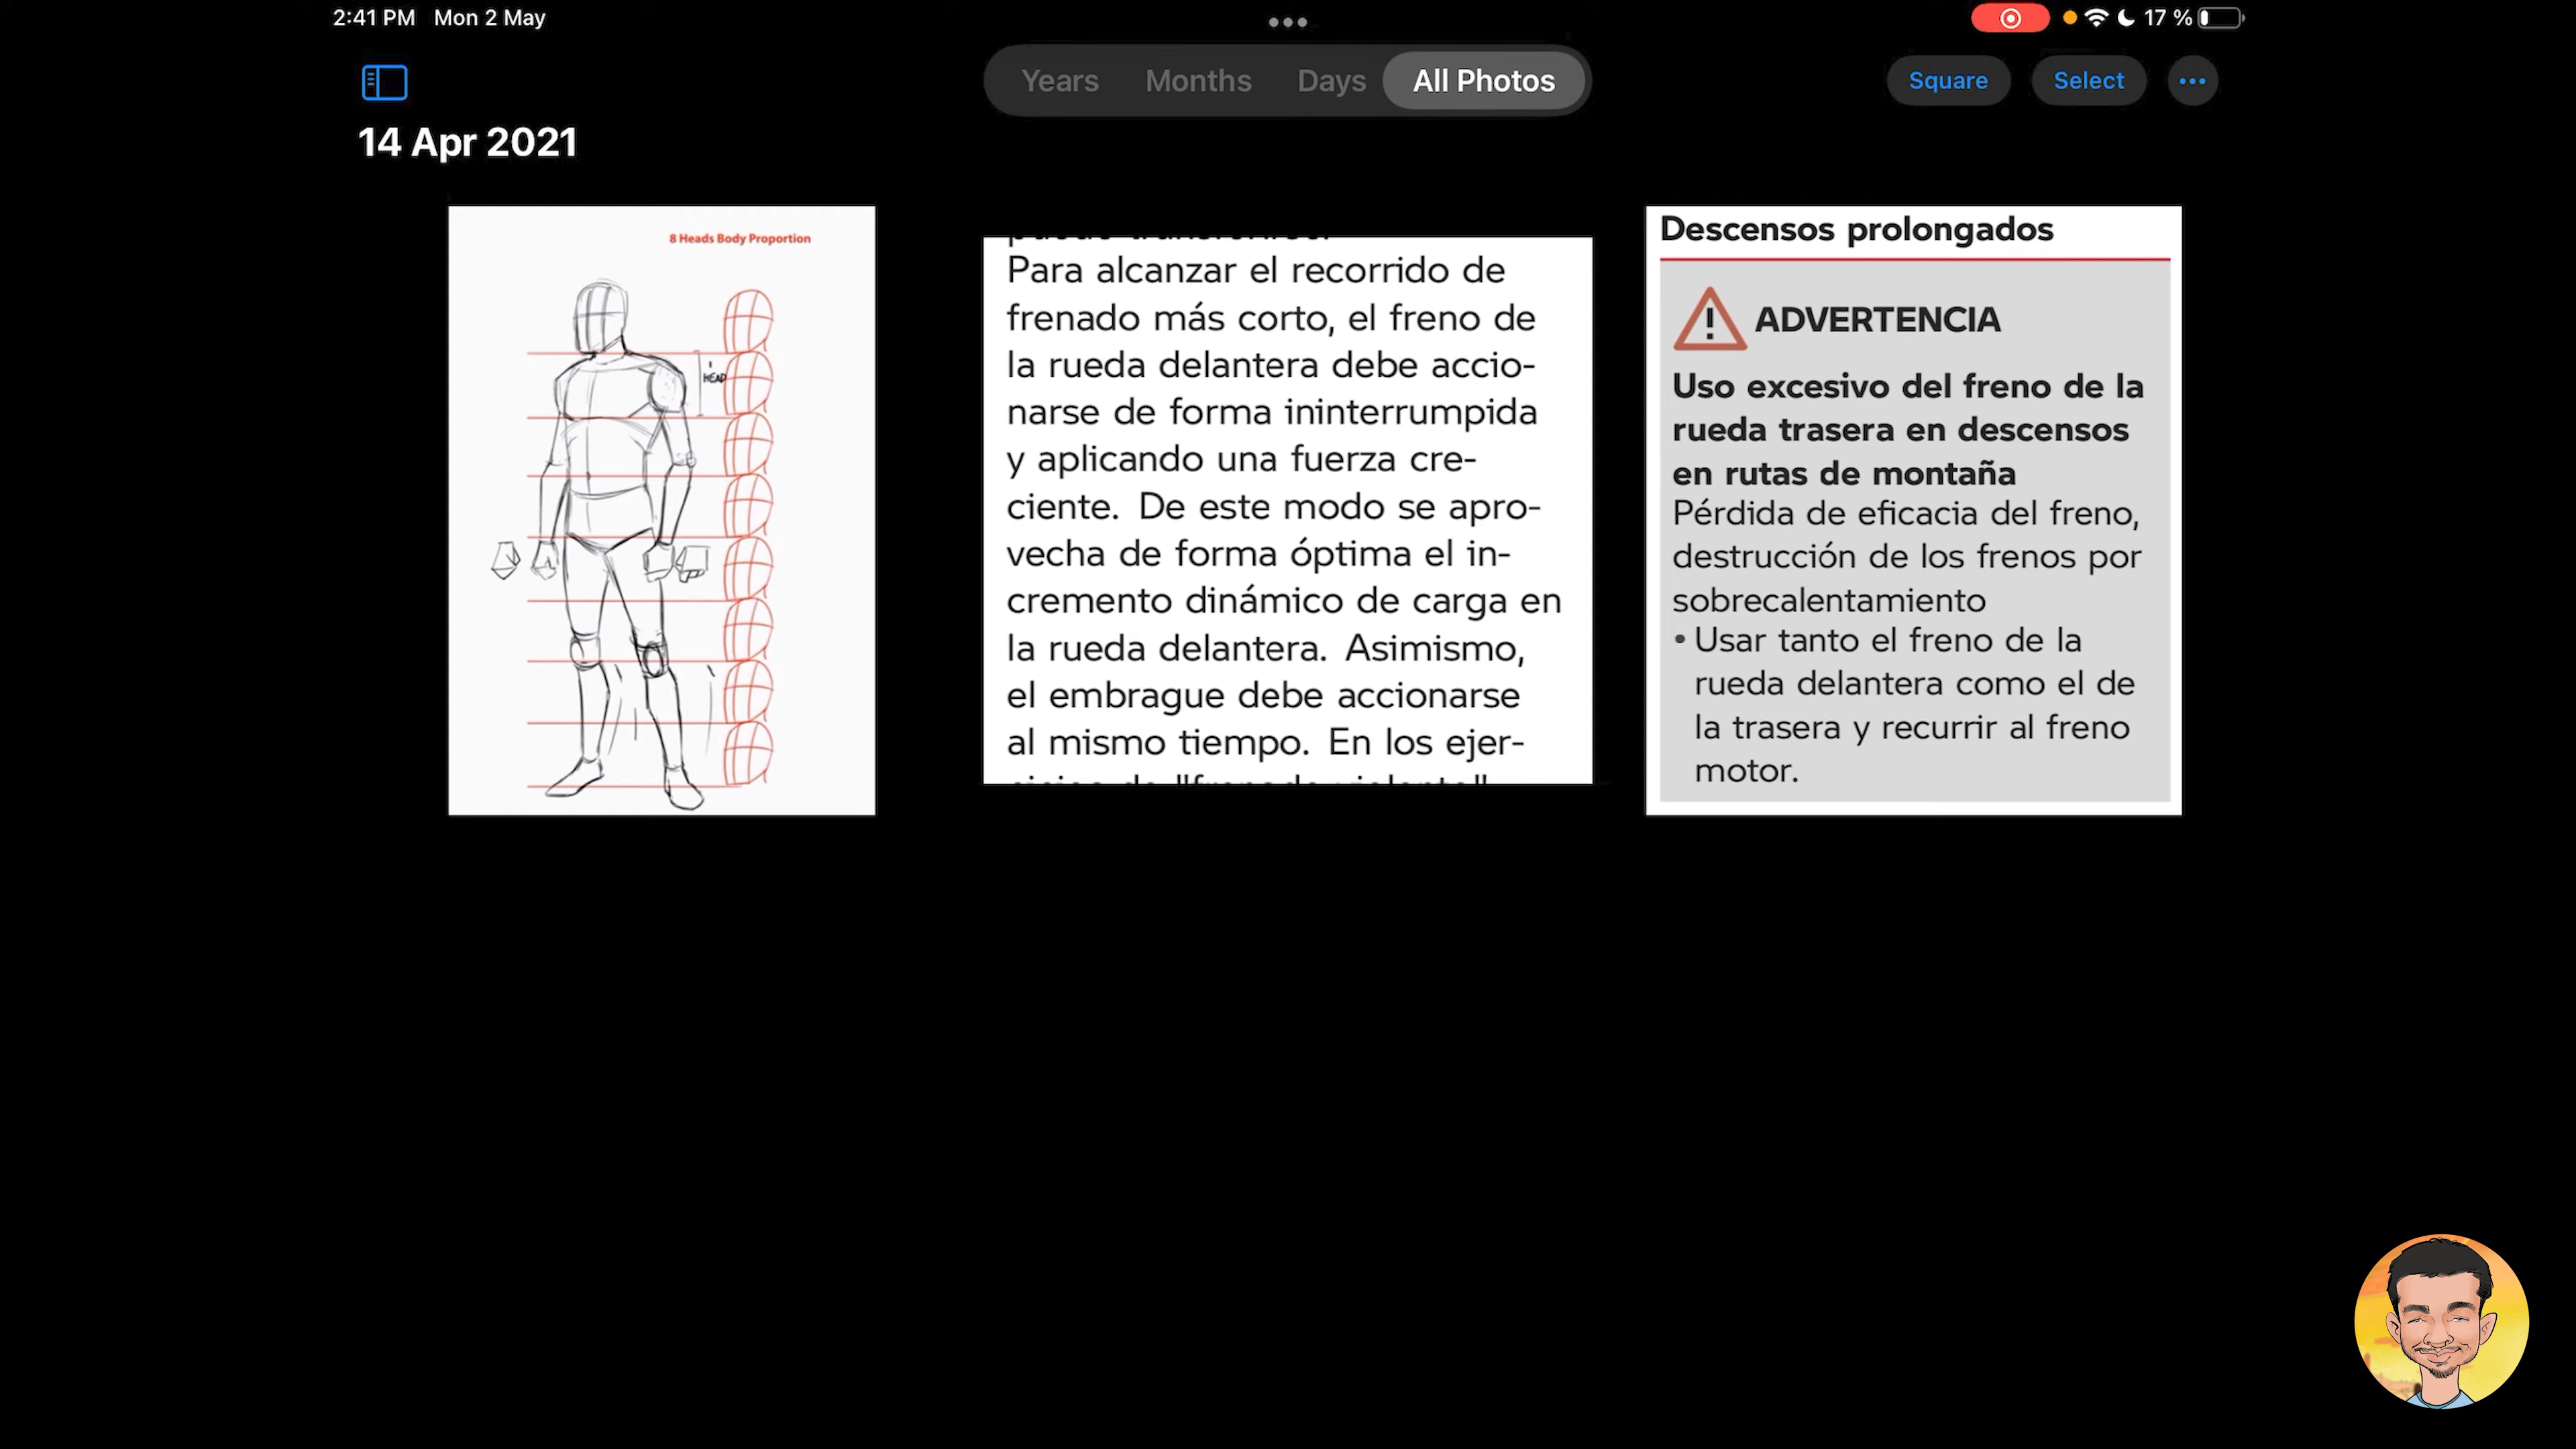 2:41 PM Mon 2 May
17 %
Years Months Days All Photos
Square Select
14 Apr 2021
8 Heads Body Proportion
1
HEAD
Para alcanzar el recorrido de
frenado más corto, el freno de
la rueda delantera debe accio-
narse de forma ininterrumpida
y aplicando una fuerza cre-
ciente. De este modo se apro-
vecha de forma óptima el in-
cremento dinámico de carga en
la rueda delantera. Asimismo,
el embrague debe accionarse
al mismo tiempo. En los ejer-
Descensos prolongados
ADVERTENCIA
Uso excesivo del freno de la
rueda trasera en descensos
en rutas de montaña
Pérdida de eficacia del freno,
destrucción de los frenos por
sobrecalentamiento
• Usar tanto el freno de la
rueda delantera como el de
la trasera y recurrir al freno
motor.